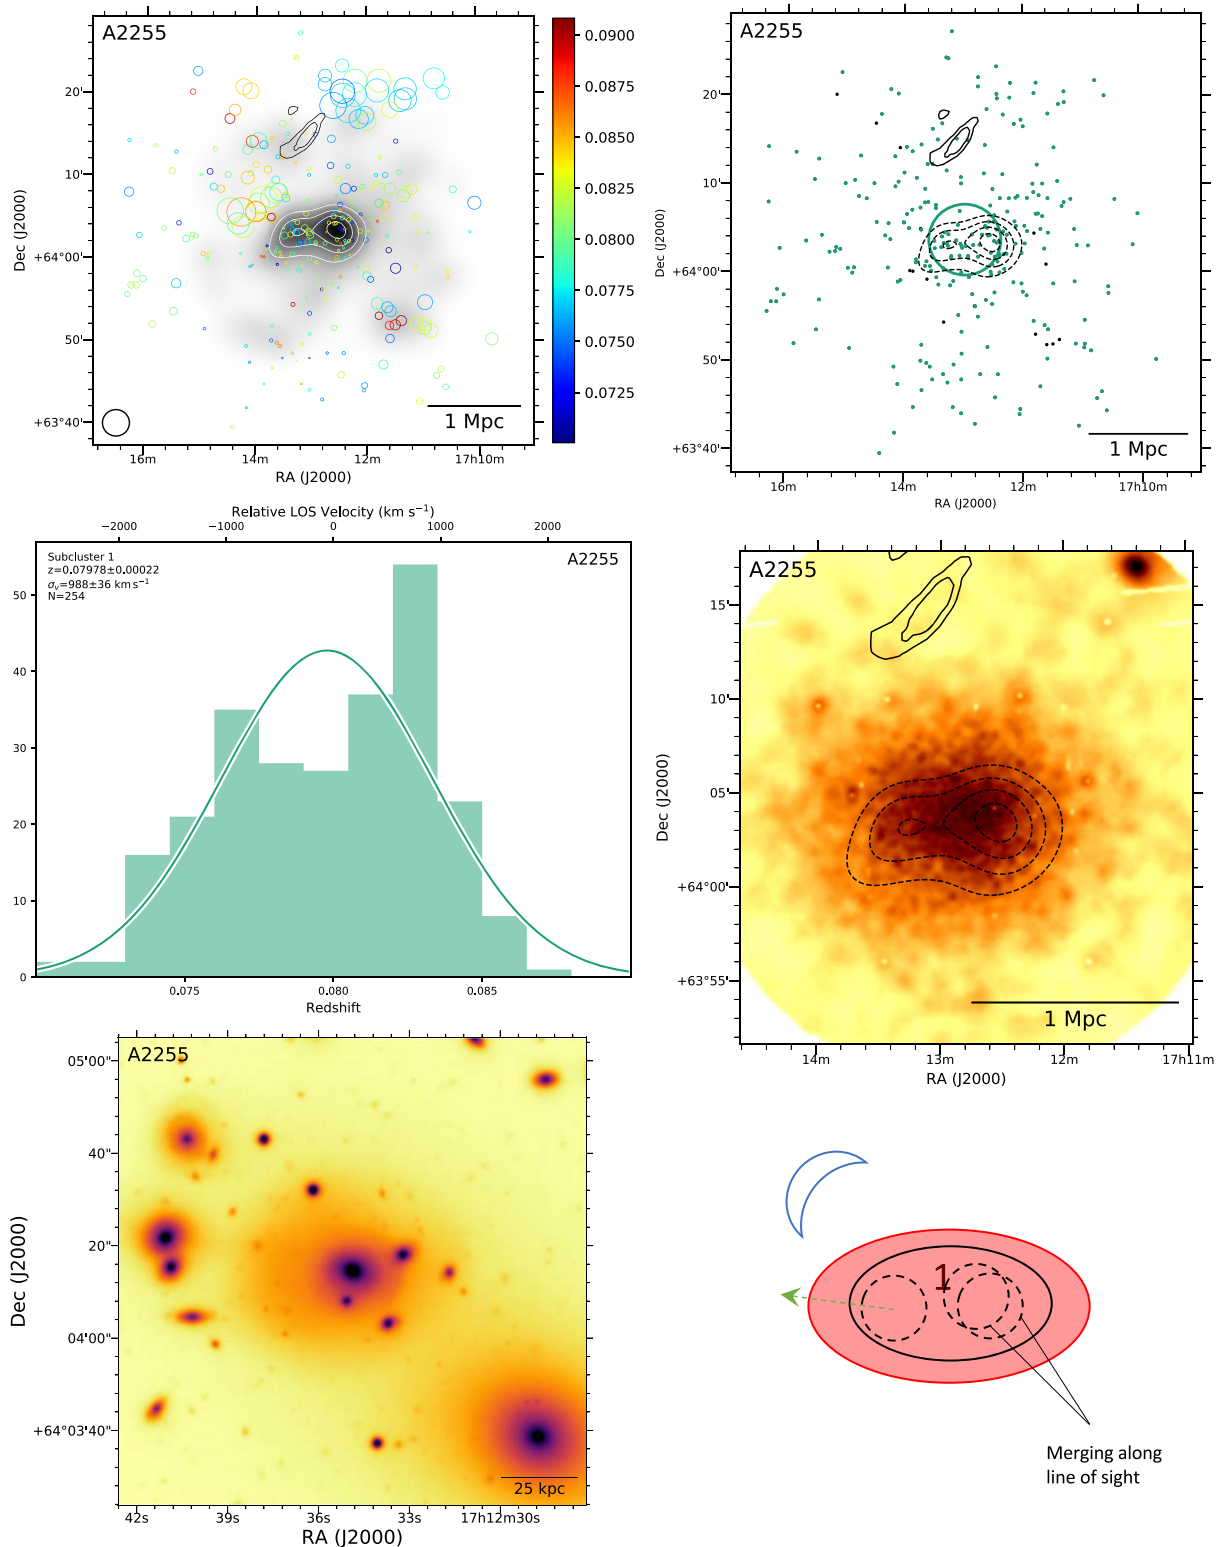 A2255
20'
10'
+64°00'
50'
+63°40'
Dec (J2000)
16m
14m
12m
17h10m
RA (J2000)
1 Mpc
0.0900
0.0875
0.0850
0.0825
0.0800
0.0775
0.0750
0.0725
A2255
20'
10'
+64°00'
50'
+63°40'
Dec (J2000)
16m
14m
12m
17h10m
RA (J2000)
1 Mpc
Relative LOS Velocity (km s⁻¹)
−2000
−1000
0
1000
2000
Subcluster 1
z=0.07978±0.00022
σᵥ=988±36 km s⁻¹
N=254
A2255
50
40
30
20
10
0
0.075
0.080
0.085
Redshift
A2255
15'
10'
05'
+64°00'
+63°55'
Dec (J2000)
1 Mpc
14m
13m
12m
17h11m
RA (J2000)
A2255
05'00"
40"
20"
04'00"
+64°03'40"
Dec (J2000)
25 kpc
42s
39s
36s
33s
17h12m30s
RA (J2000)
1
Merging along
line of sight